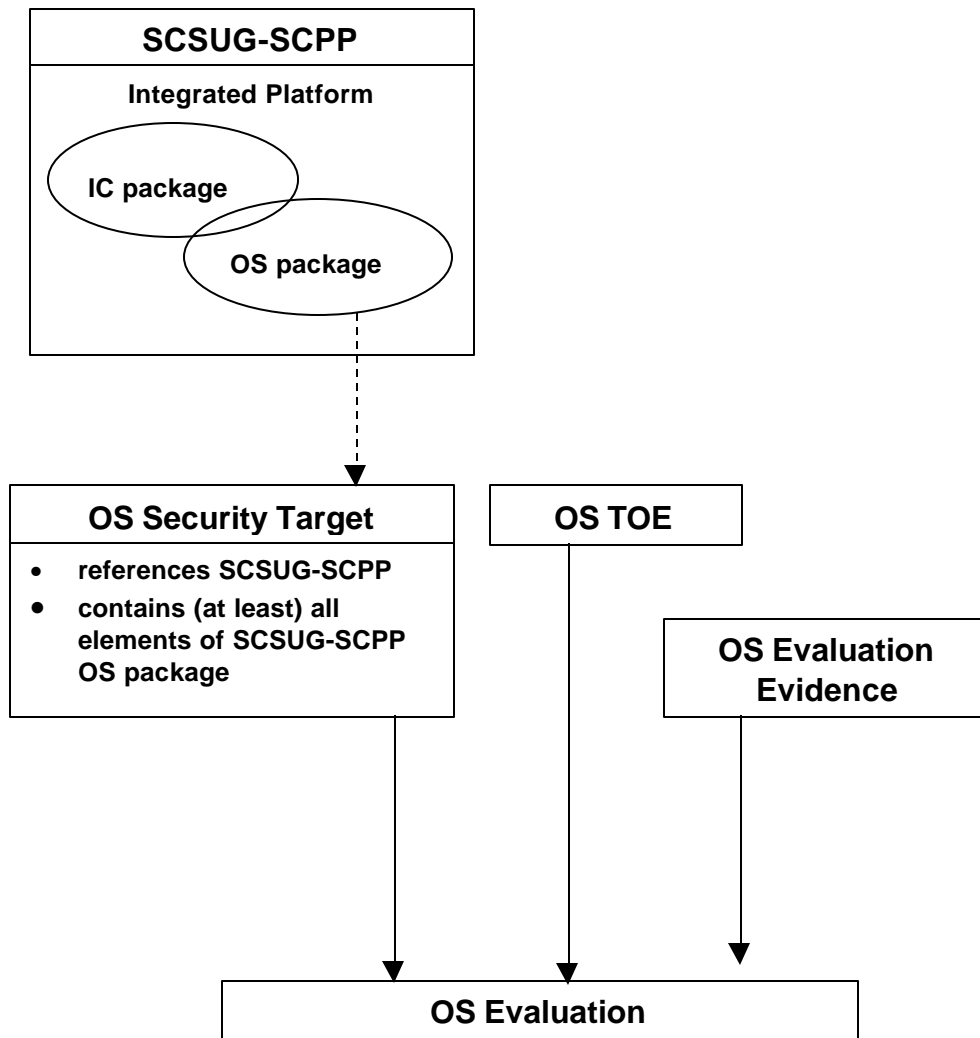 SCSUG-SCPP
Integrated Platform
IC package
OS package
OS Security Target
• references SCSUG-SCPP
• contains (at least) all
elements of SCSUG-SCPP
OS package
OS TOE
OS Evaluation
Evidence
OS Evaluation